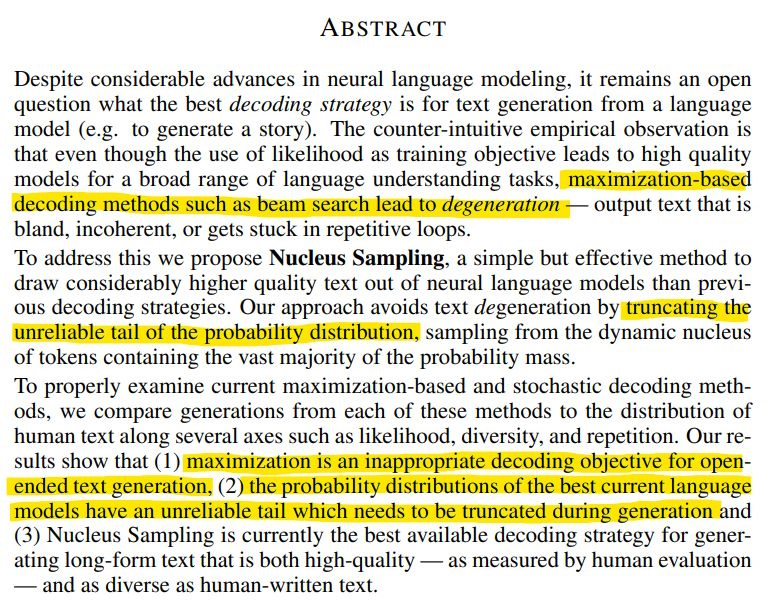 ABSTRACT
Despite considerable advances in neural language modeling, it remains an open
question what the best decoding strategy is for text generation from a language
model (e.g. to generate a story). The counter-intuitive empirical observation is
that even though the use of likelihood as training objective leads to high quality
models for a broad range of language understanding tasks, maximization-based
decoding methods such as beam search lead to degeneration — output text that is
bland, incoherent, or gets stuck in repetitive loops.
To address this we propose Nucleus Sampling, a simple but effective method to
draw considerably higher quality text out of neural language models than previ-
ous decoding strategies. Our approach avoids text degeneration by truncating the
unreliable tail of the probability distribution, sampling from the dynamic nucleus
of tokens containing the vast majority of the probability mass.
To properly examine current maximization-based and stochastic decoding meth-
ods, we compare generations from each of these methods to the distribution of
human text along several axes such as likelihood, diversity, and repetition. Our re-
sults show that (1) maximization is an inappropriate decoding objective for open-
ended text generation, (2) the probability distributions of the best current language
models have an unreliable tail which needs to be truncated during generation and
(3) Nucleus Sampling is currently the best available decoding strategy for gener-
ating long-form text that is both high-quality — as measured by human evaluation
— and as diverse as human-written text.